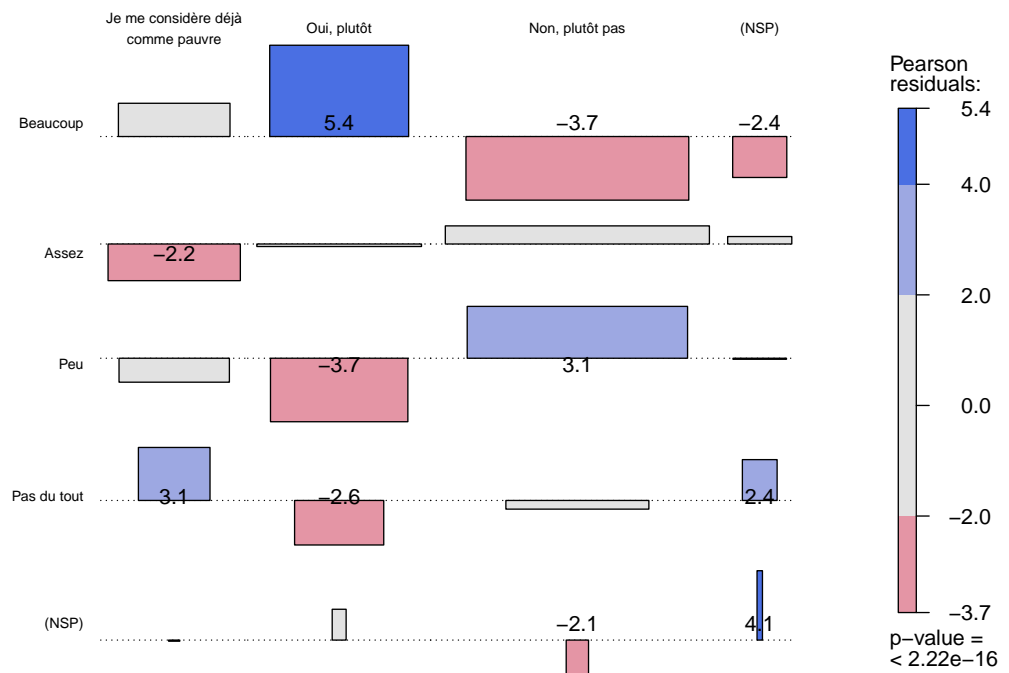 Je me considère déjà
comme pauvre
Oui, plutôt
Non, plutôt pas
(NSP)
Beaucoup
5.4
−3.7
−2.4
Assez
−2.2
Peu
−3.7
3.1
Pas du tout
3.1
−2.6
2.4
(NSP)
−2.1
4.1
Pearson
residuals:
5.4
4.0
2.0
0.0
−2.0
−3.7
p−value =
< 2.22e−16